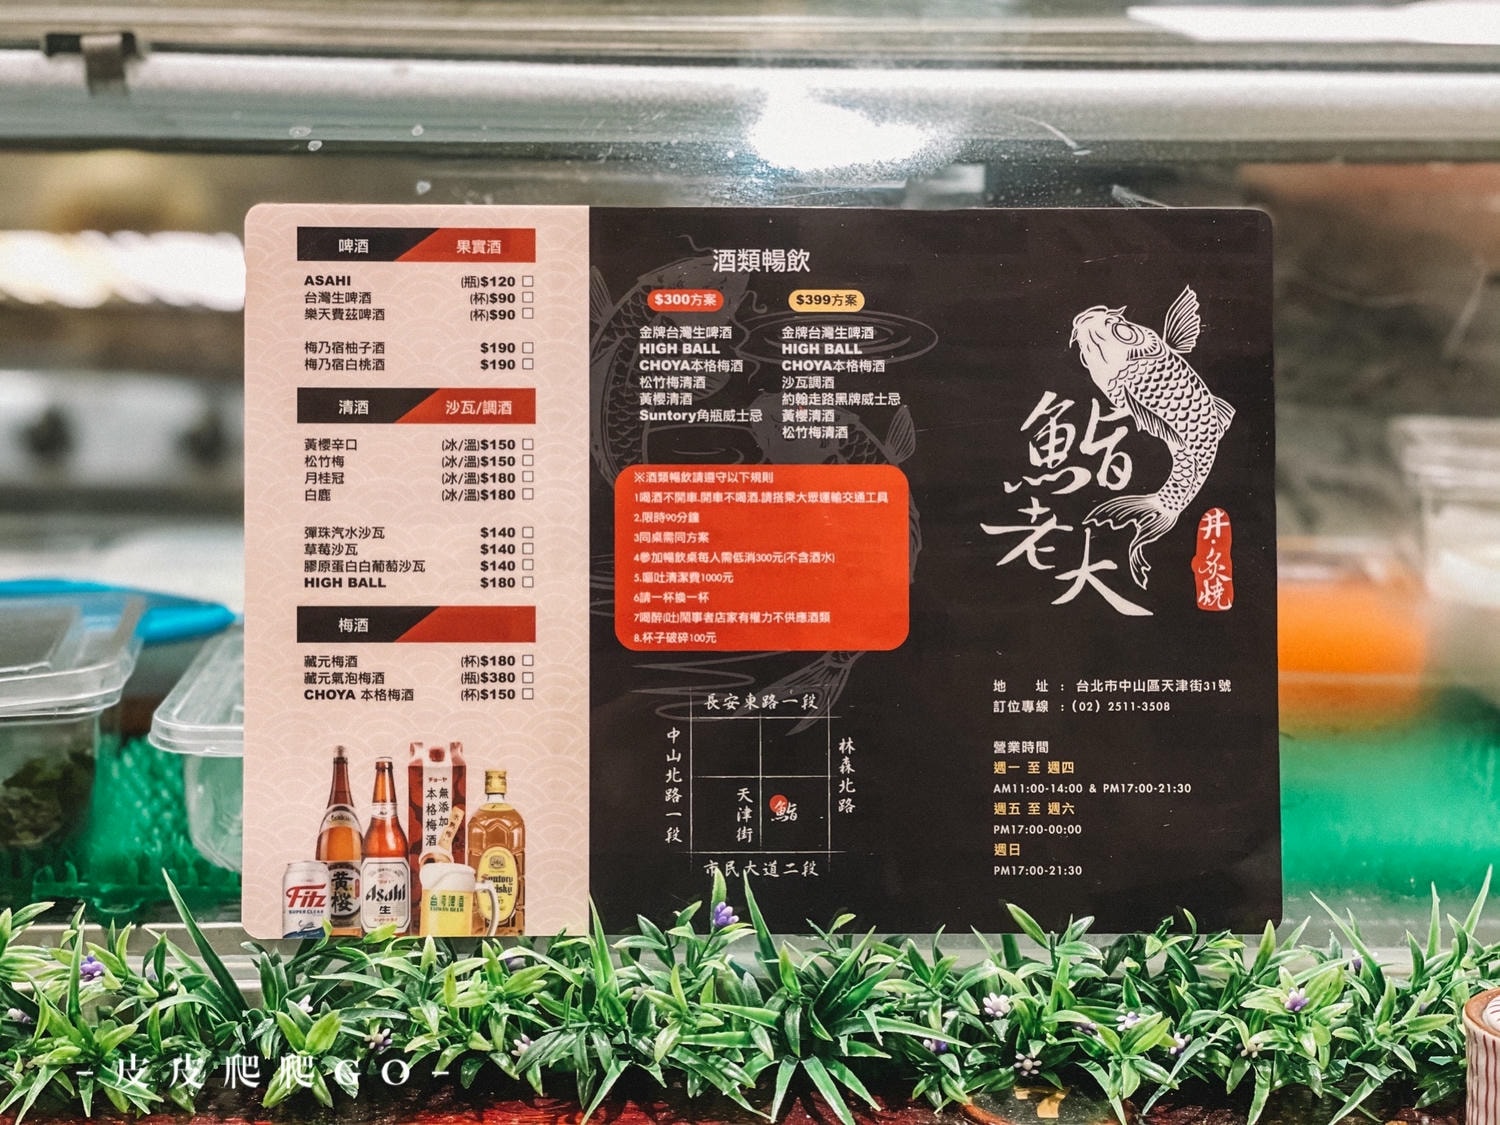 啤酒 果實酒
ASAHI (瓶)$120
台灣生啤酒 (杯)$90
樂天費茲啤酒 (杯)$90
梅乃宿柚子酒 $190
梅乃宿白桃酒 $190
清酒 沙瓦/調酒
黃櫻辛口 (冰/溫)$150
松竹梅 (冰/溫)$150
月桂冠 (冰/溫)$180
白鹿 (冰/溫)$180
彈珠汽水沙瓦 $140
草莓沙瓦 $140
膠原蛋白白葡萄沙瓦 $140
HIGH BALL $180
梅酒
藏元梅酒 (杯)$180
藏元氣泡梅酒 (瓶)$380
CHOYA 本格梅酒 (杯)$150
チョーヤ
無添加
本格梅酒
Fitz
SUPER CLEAR
黄桜
Asahi
生
台灣啤酒
TAIWAN BEER
Suntory
Whisky
酒類暢飲
$300方案
金牌台灣生啤酒
HIGH BALL
CHOYA本格梅酒
松竹梅清酒
黃櫻清酒
Suntory角瓶威士忌
$399方案
金牌台灣生啤酒
HIGH BALL
CHOYA本格梅酒
沙瓦調酒
約翰走路黑牌威士忌
黃櫻清酒
松竹梅清酒
※酒類暢飲請遵守以下規則
1喝酒不開車.開車不喝酒.請搭乘大眾運輸交通工具
2.限時90分鐘
3同桌需同方案
4參加暢飲桌每人需低消300元(不含酒水)
5.嘔吐清潔費1000元
6請一杯換一杯
7喝醉(吐)鬧事者店家有權力不供應酒類
8.杯子破碎100元
長安東路一段
中山北路一段
林森北路
天津街
鮨
市民大道二段
鮨老大
丼·炙燒
地 址 : 台北市中山區天津街31號
訂位專線 : (02) 2511-3508
營業時間
週一 至 週四
AM11:00-14:00 & PM17:00-21:30
週五 至 週六
PM17:00-00:00
週日
PM17:00-21:30
-皮皮爬爬GO-